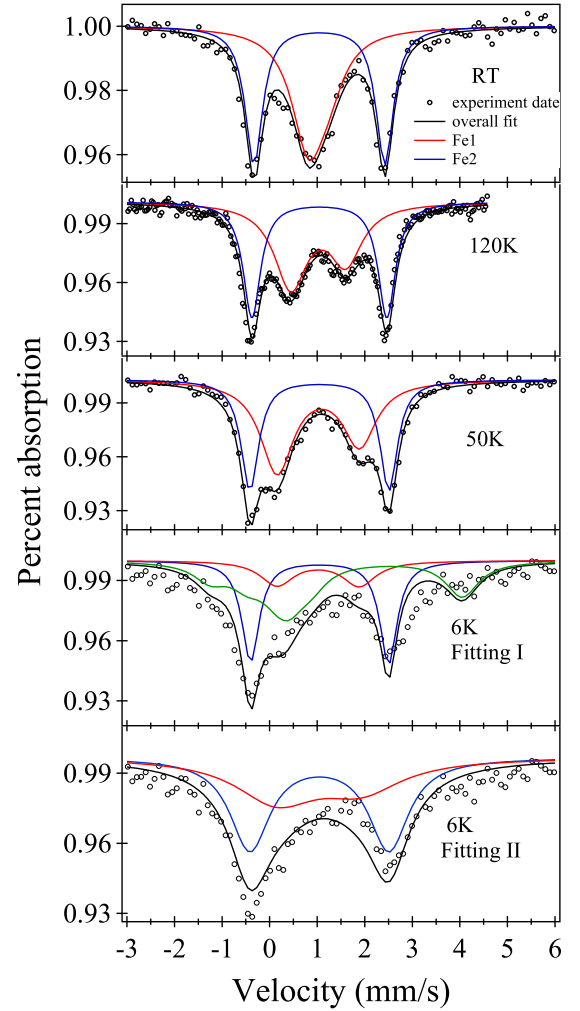 1.00
0.98
0.96
RT
experiment date
overall fit
Fe1
Fe2
0.99
0.96
0.93
120K
0.99
0.96
0.93
50K
0.99
0.96
0.93
6K
Fitting I
0.99
0.96
0.93
6K
Fitting II
Percent absorption
-3 -2 -1 0 1 2 3 4 5 6
Velocity (mm/s)